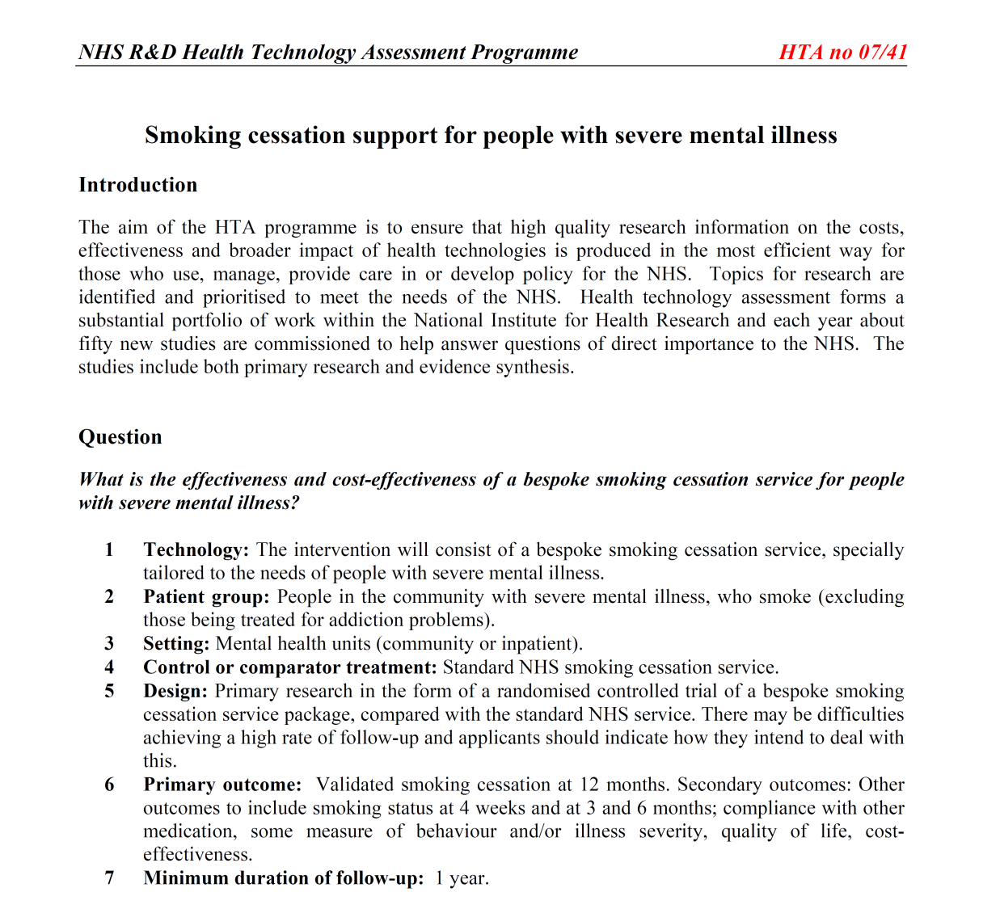 NHS R&D Health Technology Assessment Programme HTA no 07/41
Smoking cessation support for people with severe mental illness
Introduction
The aim of the HTA programme is to ensure that high quality research information on the costs,
effectiveness and broader impact of health technologies is produced in the most efficient way for
those who use, manage, provide care in or develop policy for the NHS. Topics for research are
identified and prioritised to meet the needs of the NHS. Health technology assessment forms a
substantial portfolio of work within the National Institute for Health Research and each year about
fifty new studies are commissioned to help answer questions of direct importance to the NHS. The
studies include both primary research and evidence synthesis.
Question
What is the effectiveness and cost-effectiveness of a bespoke smoking cessation service for people
with severe mental illness?
1 Technology: The intervention will consist of a bespoke smoking cessation service, specially
tailored to the needs of people with severe mental illness.
2 Patient group: People in the community with severe mental illness, who smoke (excluding
those being treated for addiction problems).
3 Setting: Mental health units (community or inpatient).
4 Control or comparator treatment: Standard NHS smoking cessation service.
5 Design: Primary research in the form of a randomised controlled trial of a bespoke smoking
cessation service package, compared with the standard NHS service. There may be difficulties
achieving a high rate of follow-up and applicants should indicate how they intend to deal with
this.
6 Primary outcome: Validated smoking cessation at 12 months. Secondary outcomes: Other
outcomes to include smoking status at 4 weeks and at 3 and 6 months; compliance with other
medication, some measure of behaviour and/or illness severity, quality of life, cost-
effectiveness.
7 Minimum duration of follow-up: 1 year.